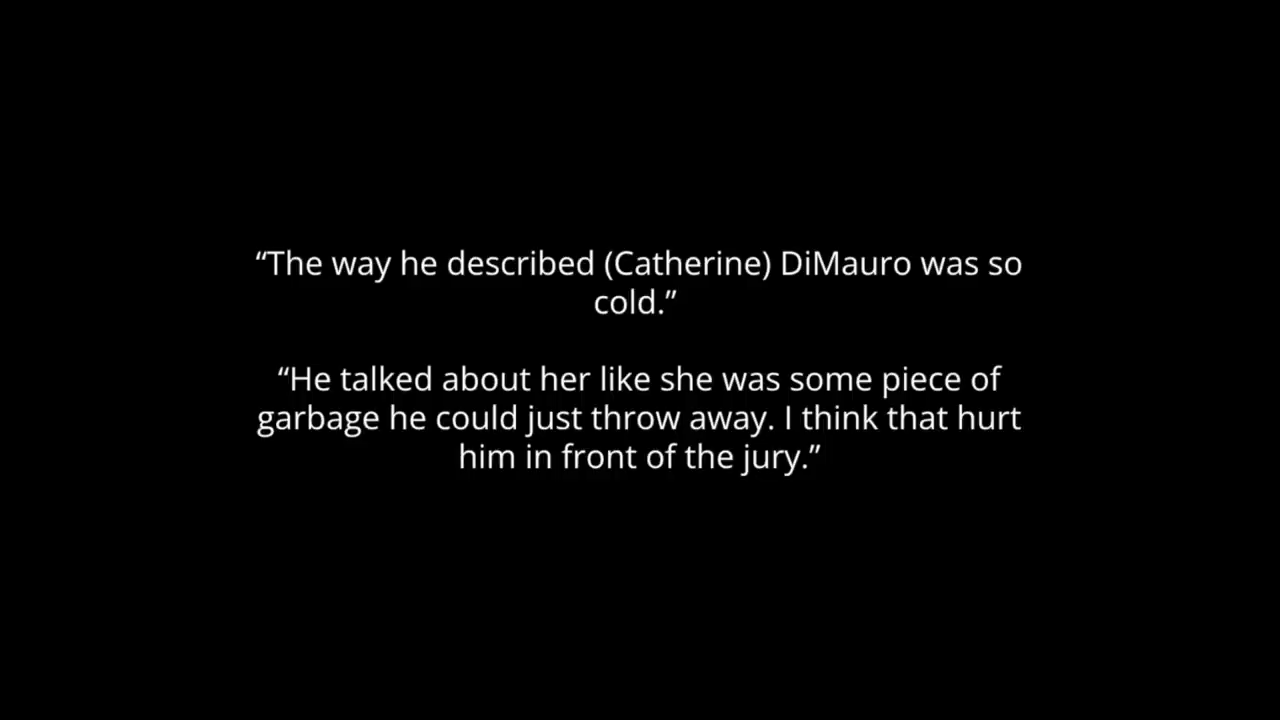 “The way he described (Catherine) DiMauro was so
cold.”
“He talked about her like she was some piece of
garbage he could just throw away. I think that hurt
him in front of the jury.”